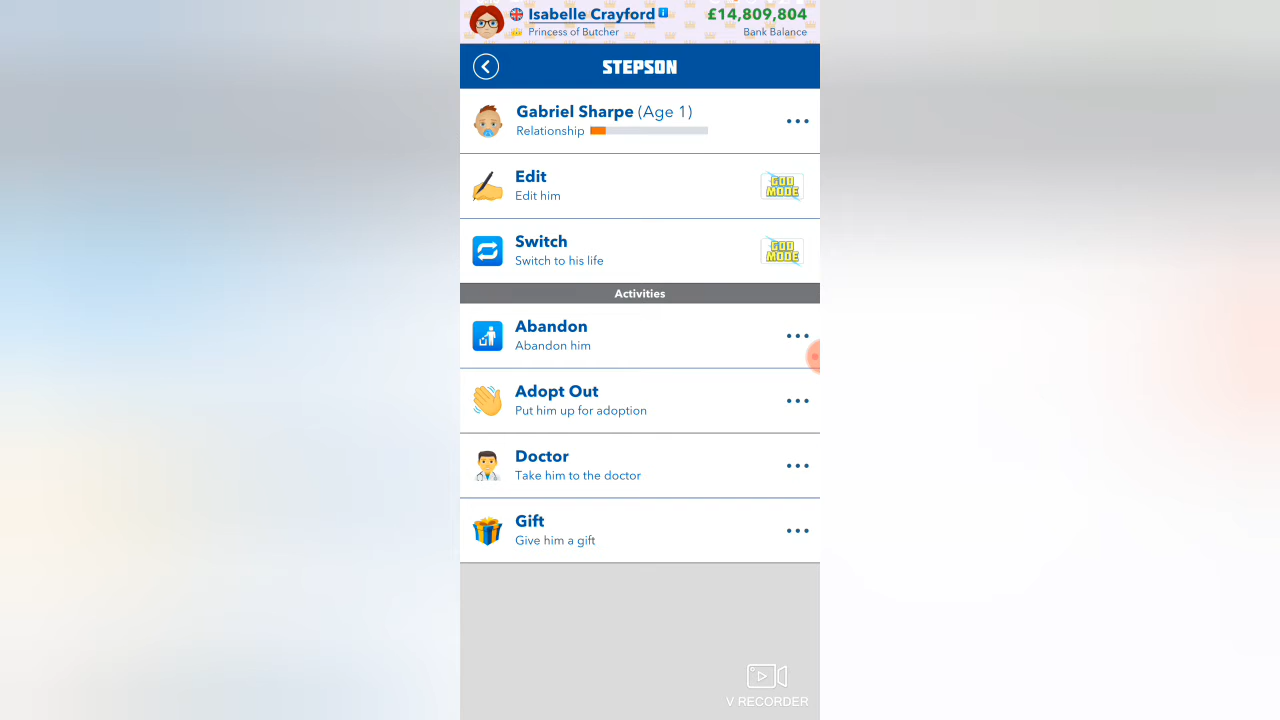 Isabelle Crayford
£14,809,804
Princess of Butcher
Bank Balance
STEPSON
Gabriel Sharpe (Age 1)
Relationship
Edit
Edit him
GOD MODE
Switch
Switch to his life
GOD MODE
Activities
Abandon
Abandon him
Adopt Out
Put him up for adoption
Doctor
Take him to the doctor
Gift
Give him a gift
V RECORDER